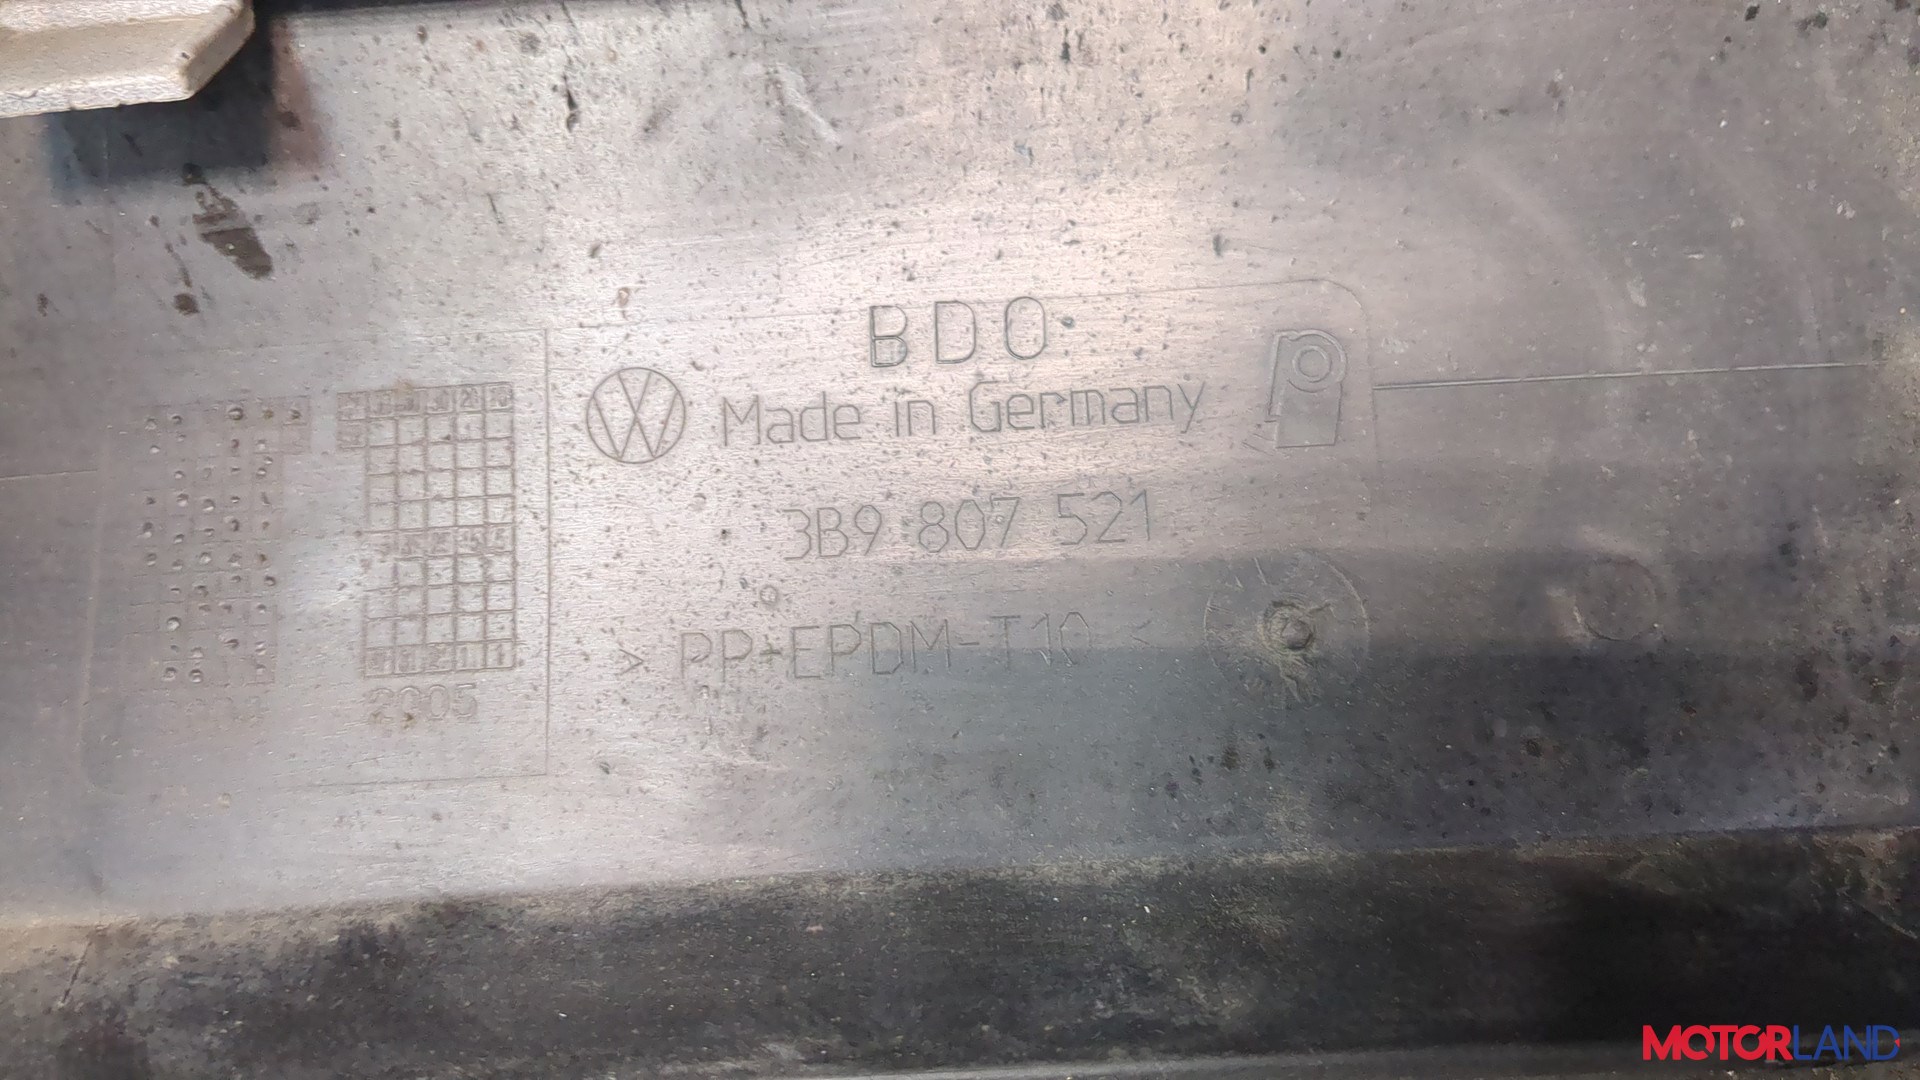 BDO
Made in Germany
3B9 807 521
> PP+EPDM-T10 <
2005
MOTORLAND